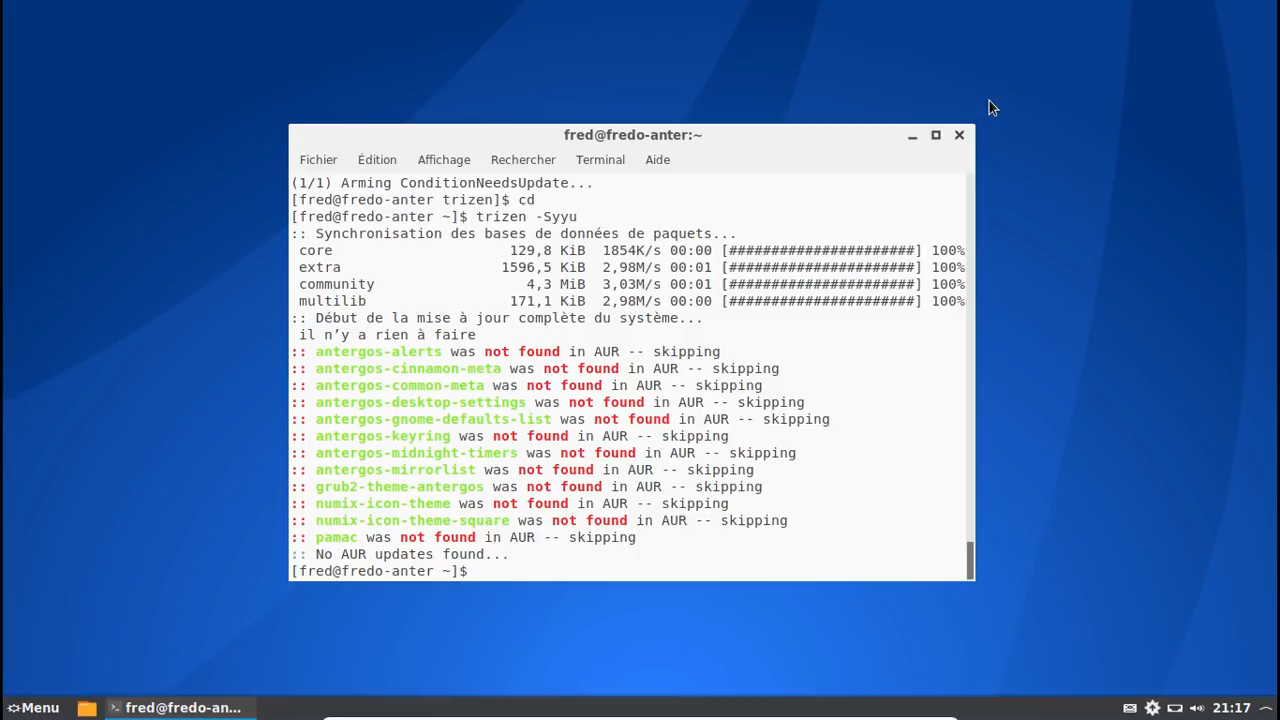 fred@fredo-anter:~
Fichier Édition Affichage Rechercher Terminal Aide
(1/1) Arming ConditionNeedsUpdate...
[fred@fredo-anter trizen]$ cd
[fred@fredo-anter ~]$ trizen -Syyu
:: Synchronisation des bases de données de paquets...
core 129,8 KiB 1854K/s 00:00 [######################] 100%
extra 1596,5 KiB 2,98M/s 00:01 [######################] 100%
community 4,3 MiB 3,03M/s 00:01 [######################] 100%
multilib 171,1 KiB 2,98M/s 00:00 [######################] 100%
:: Début de la mise à jour complète du système...
il n’y a rien à faire
:: antergos-alerts was not found in AUR -- skipping
:: antergos-cinnamon-meta was not found in AUR -- skipping
:: antergos-common-meta was not found in AUR -- skipping
:: antergos-desktop-settings was not found in AUR -- skipping
:: antergos-gnome-defaults-list was not found in AUR -- skipping
:: antergos-keyring was not found in AUR -- skipping
:: antergos-midnight-timers was not found in AUR -- skipping
:: antergos-mirrorlist was not found in AUR -- skipping
:: grub2-theme-antergos was not found in AUR -- skipping
:: numix-icon-theme was not found in AUR -- skipping
:: numix-icon-theme-square was not found in AUR -- skipping
:: pamac was not found in AUR -- skipping
:: No AUR updates found...
[fred@fredo-anter ~]$
Menu fred@fredo-an... 21:17